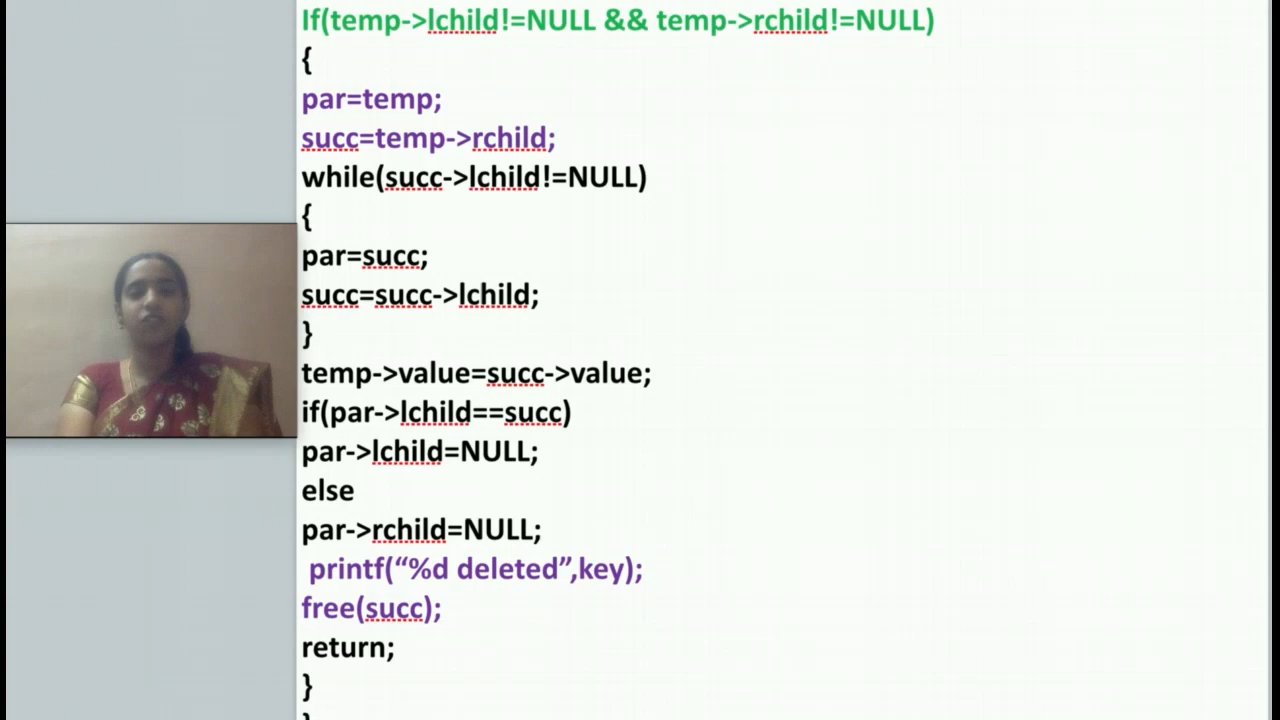 If(temp->lchild!=NULL && temp->rchild!=NULL)
{
par=temp;
succ=temp->rchild;
while(succ->lchild!=NULL)
{
par=succ;
succ=succ->lchild;
}
temp->value=succ->value;
if(par->lchild==succ)
par->lchild=NULL;
else
par->rchild=NULL;
printf(“%d deleted”,key);
free(succ);
return;
}
}